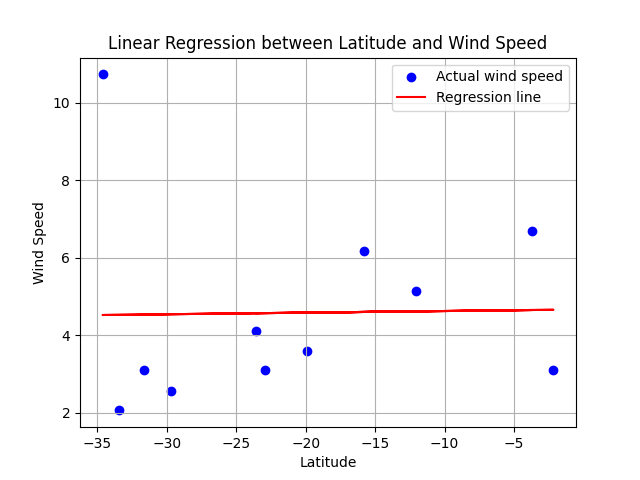 Linear Regression between Latitude and Wind Speed
Actual wind speed
Regression line
10
8
6
4
2
Wind Speed
−35
−30
−25
−20
−15
−10
−5
Latitude